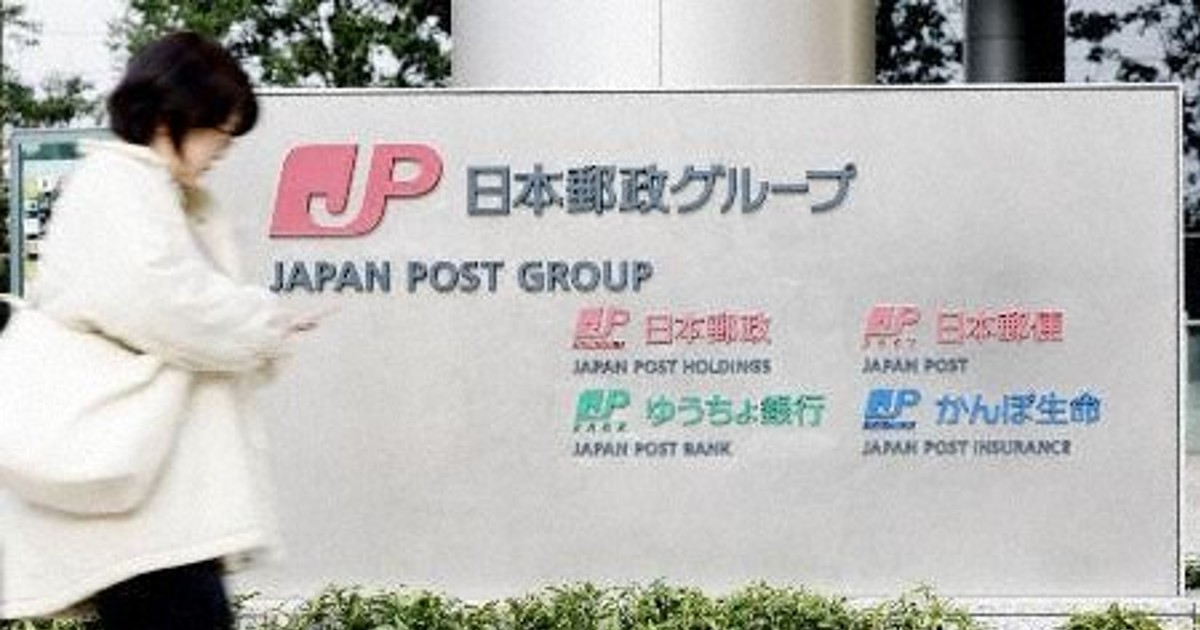 JP 日本郵政グループ
JAPAN POST GROUP
JP 日本郵政
JAPAN POST HOLDINGS
JP 日本郵便
POST
JAPAN POST
JP ゆうちょ銀行
BANK
JAPAN POST BANK
JP かんぽ生命
JAPAN POST INSURANCE